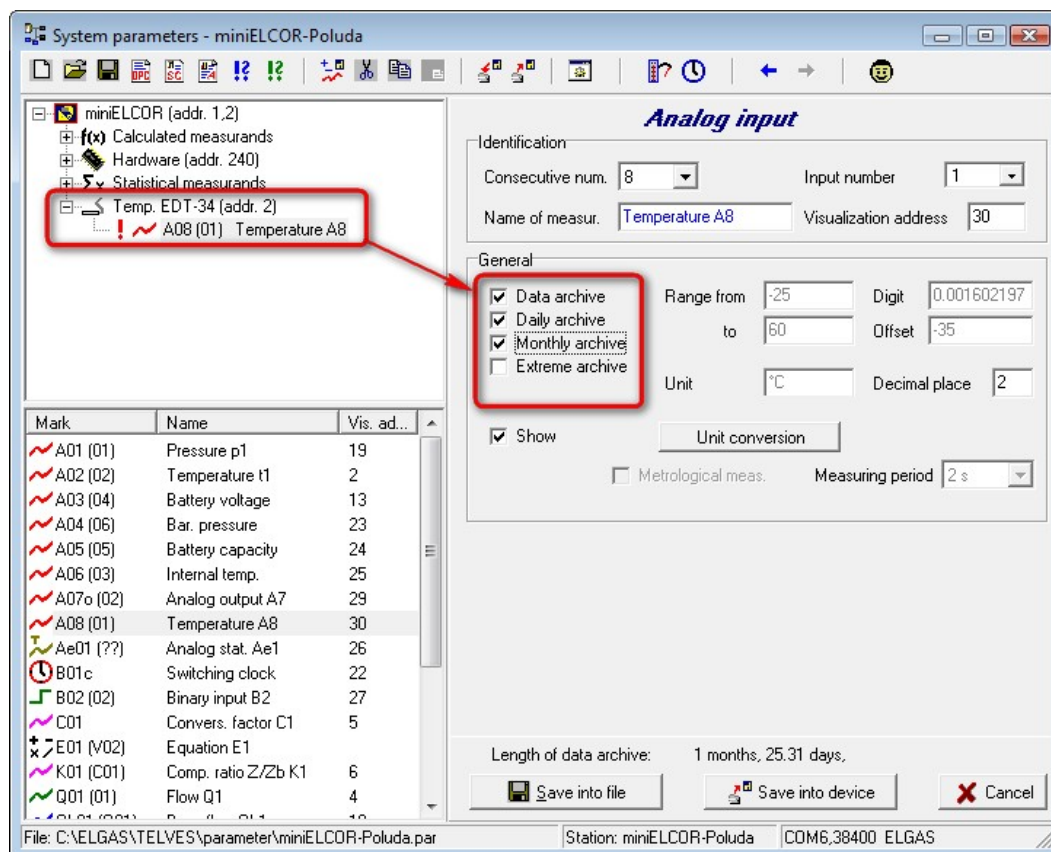 System parameters - miniELCOR-Poluda
miniELCOR (addr. 1,2)
f(x) Calculated measurands
Hardware (addr. 240)
Statistical measurands
Temp. EDT-34 (addr. 2)
A08 (01) Temperature A8
Analog input
Identification
Consecutive num. 8 Input number 1
Name of measur. Temperature A8 Visualization address 30
General
Data archive Range from -25 Digit 0.001602197
Daily archive to 60 Offset -35
Monthly archive
Extreme archive Unit °C Decimal place 2
Show Unit conversion
Metrological meas. Measuring period 2 s
Mark Name Vis. ad...
A01 (01) Pressure p1 19
A02 (02) Temperature t1 2
A03 (04) Battery voltage 13
A04 (06) Bar. pressure 23
A05 (05) Battery capacity 24
A06 (03) Internal temp. 25
A07o (02) Analog output A7 29
A08 (01) Temperature A8 30
Ae01 (??) Analog stat. Ae1 26
B01c Switching clock 22
B02 (02) Binary input B2 27
C01 Convers. factor C1 5
E01 (V02) Equation E1
K01 (C01) Comp. ratio Z/Zb K1 6
Q01 (01) Flow Q1 4
Length of data archive: 1 months, 25.31 days,
Save into file Save into device Cancel
File: C:\ELGAS\TELVES\parameter\miniELCOR-Poluda.par Station: miniELCOR-Poluda COM6,38400 ELGAS